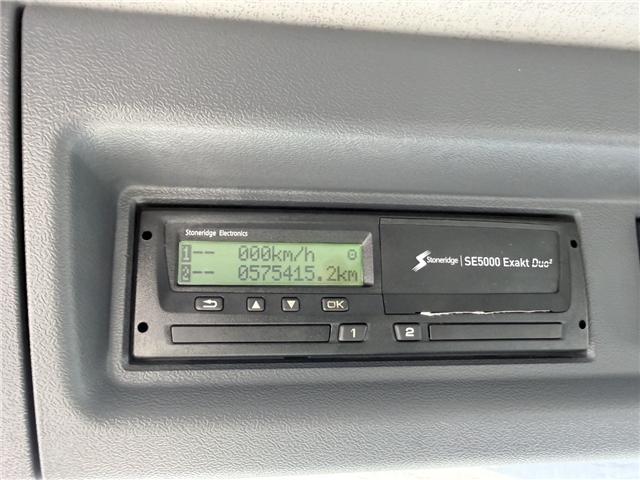 Stoneridge Electronics
1-- 000km/h
2-- 0575415.2km
Stoneridge | SE5000 Exakt Duo²
OK
1 2